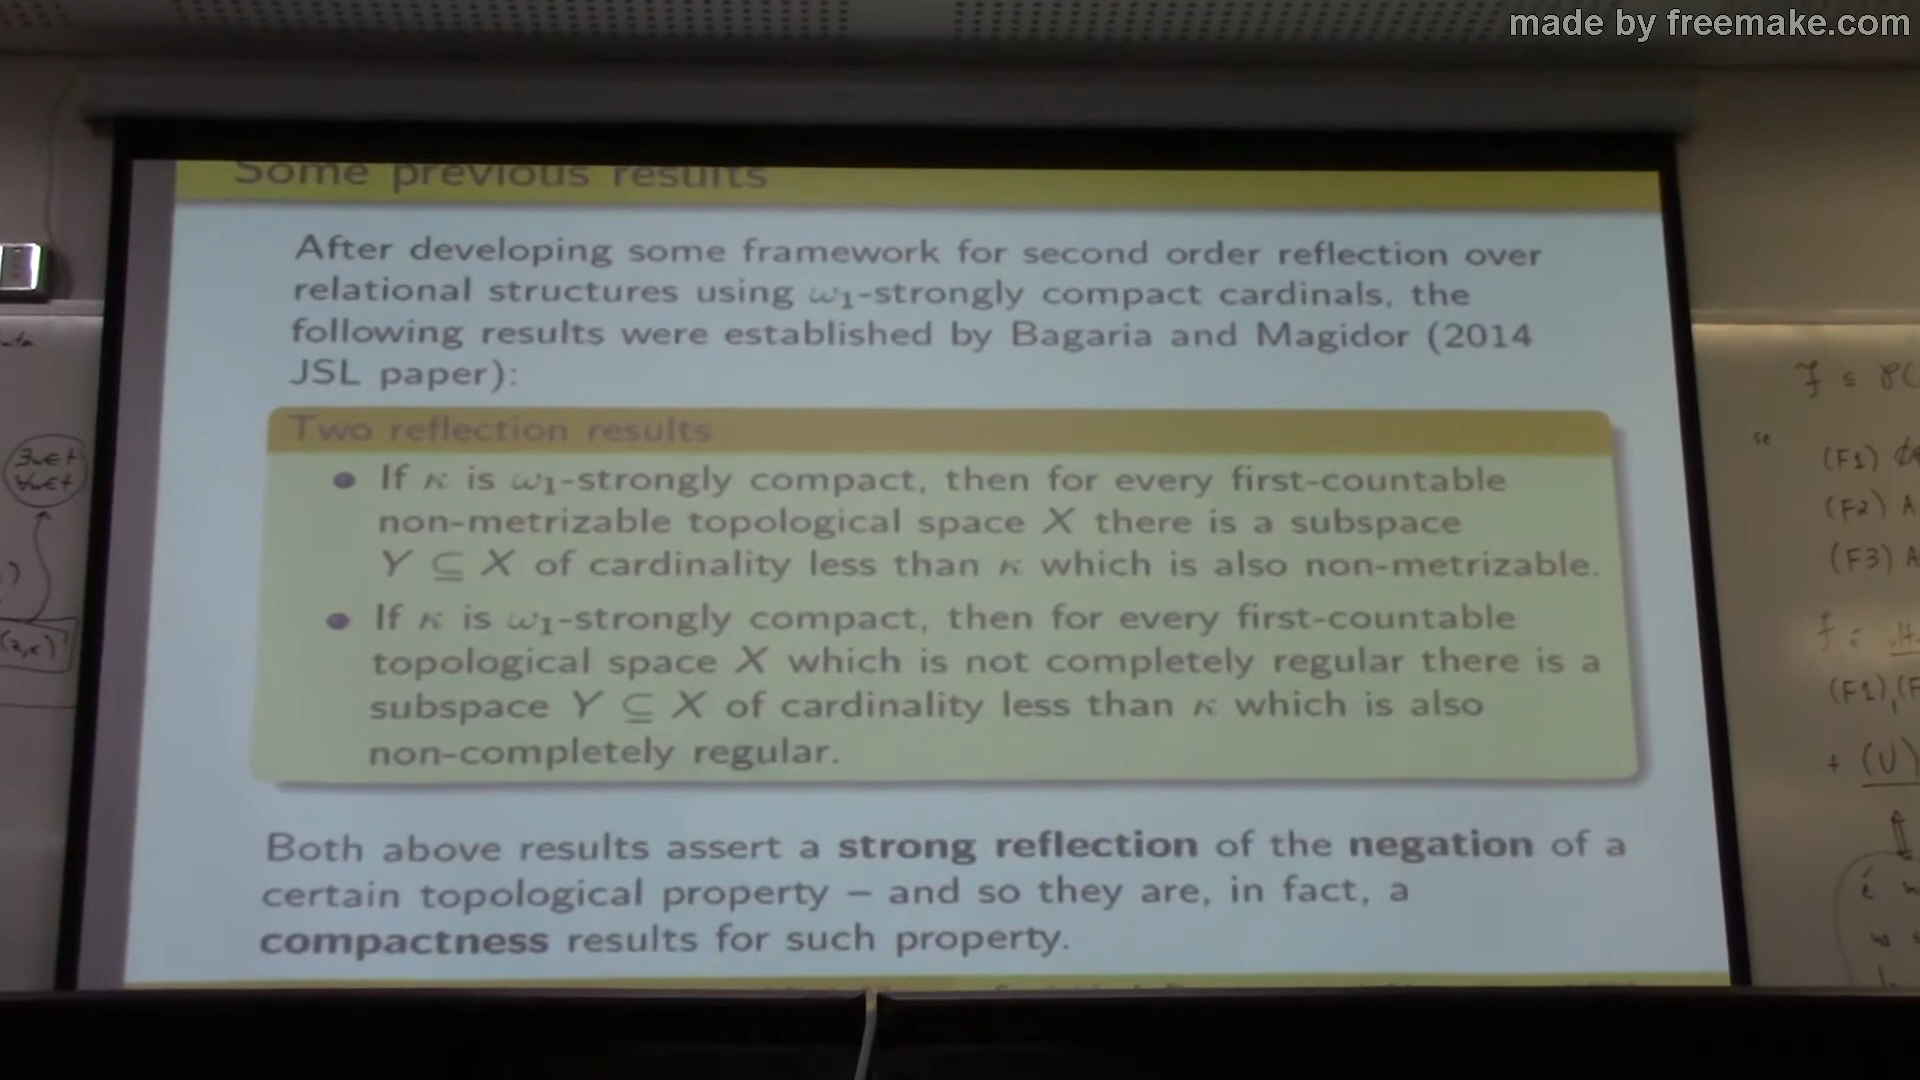 made by freemake.com
Some previous results
After developing some framework for second order reflection over
relational structures using ω₁-strongly compact cardinals, the
following results were established by Bagaria and Magidor (2014
JSL paper):
Two reflection results
• If κ is ω₁-strongly compact, then for every first-countable
non-metrizable topological space X there is a subspace
Y ⊆ X of cardinality less than κ which is also non-metrizable.
• If κ is ω₁-strongly compact, then for every first-countable
topological space X which is not completely regular there is a
subspace Y ⊆ X of cardinality less than κ which is also
non-completely regular.
Both above results assert a strong reflection of the negation of a
certain topological property – and so they are, in fact, a
compactness results for such property.
se
(F1)
(F2) A
(F3) A
(F1), (F
+ (U)
é